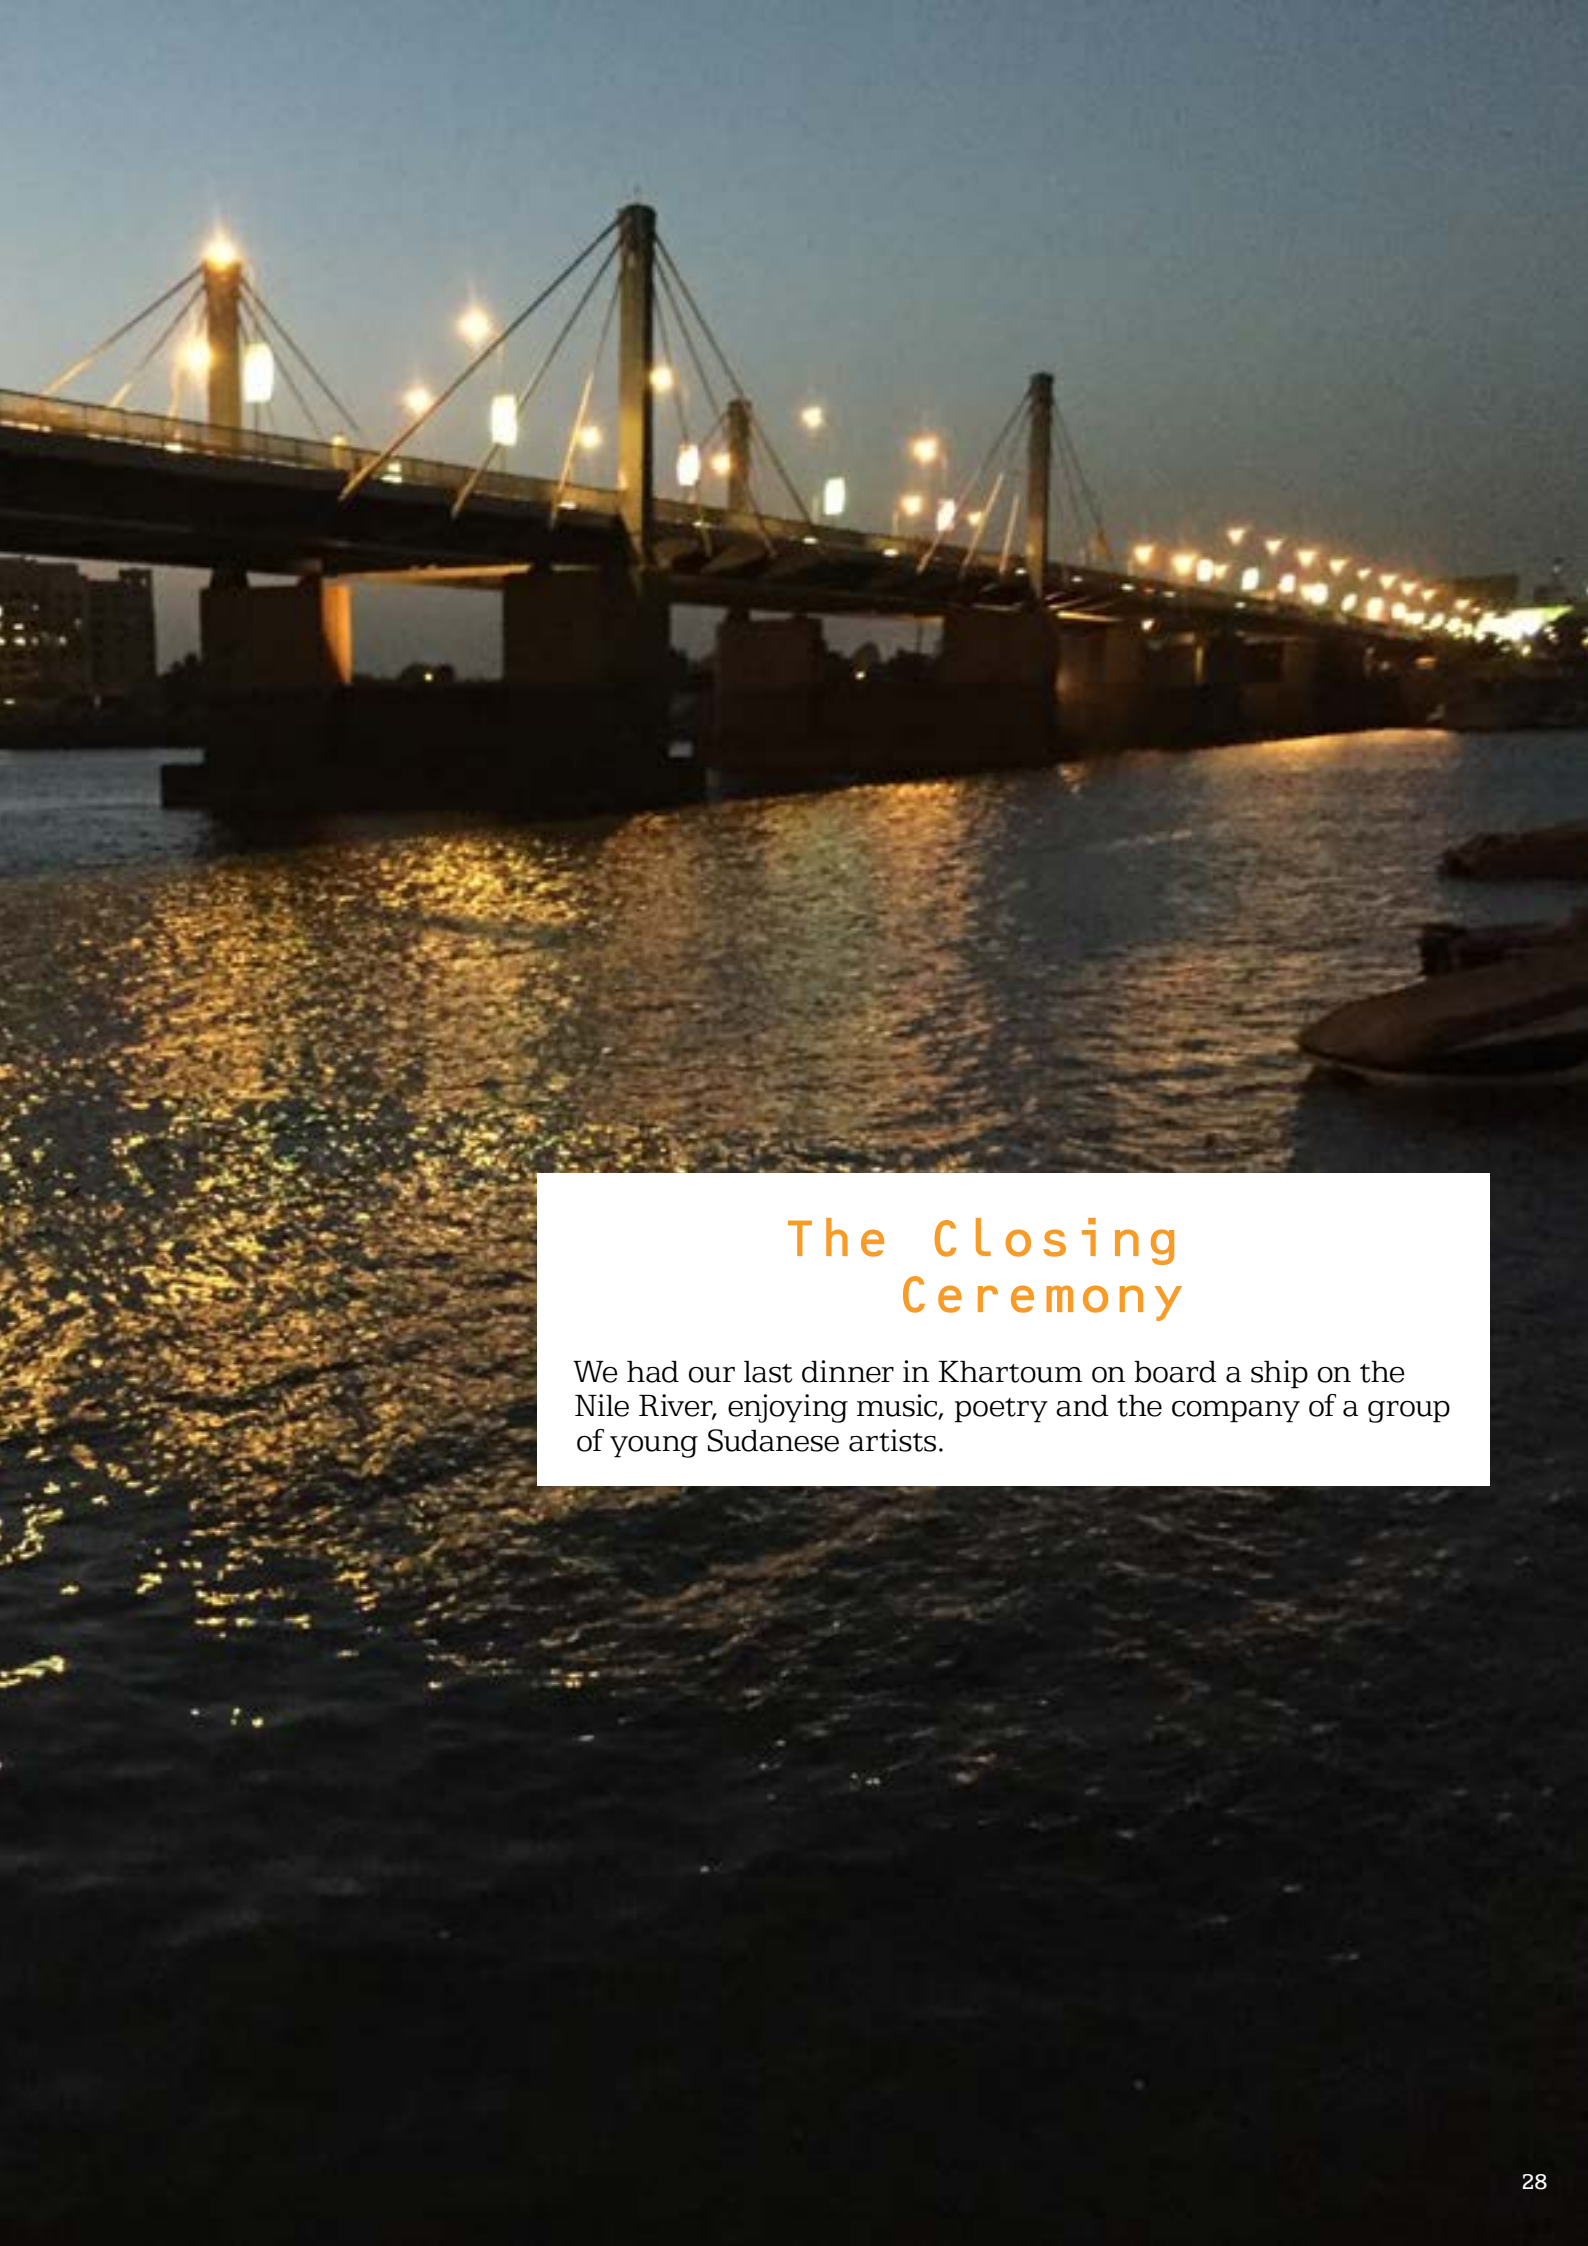 The Closing
Ceremony
We had our last dinner in Khartoum on board a ship on the
Nile River, enjoying music, poetry and the company of a group
of young Sudanese artists.
28